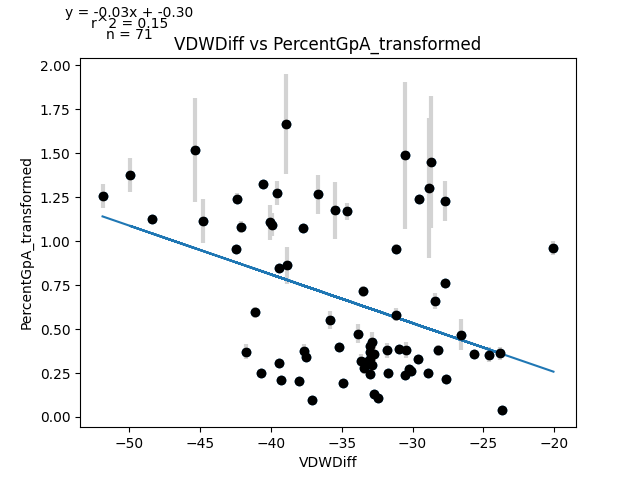 y = -0.03x + -0.30
r^2 = 0.15
n = 71
VDWDiff vs PercentGpA_transformed
2.00
1.75
1.50
1.25
1.00
0.75
0.50
0.25
0.00
PercentGpA_transformed
−50
−45
−40
−35
−30
−25
−20
VDWDiff